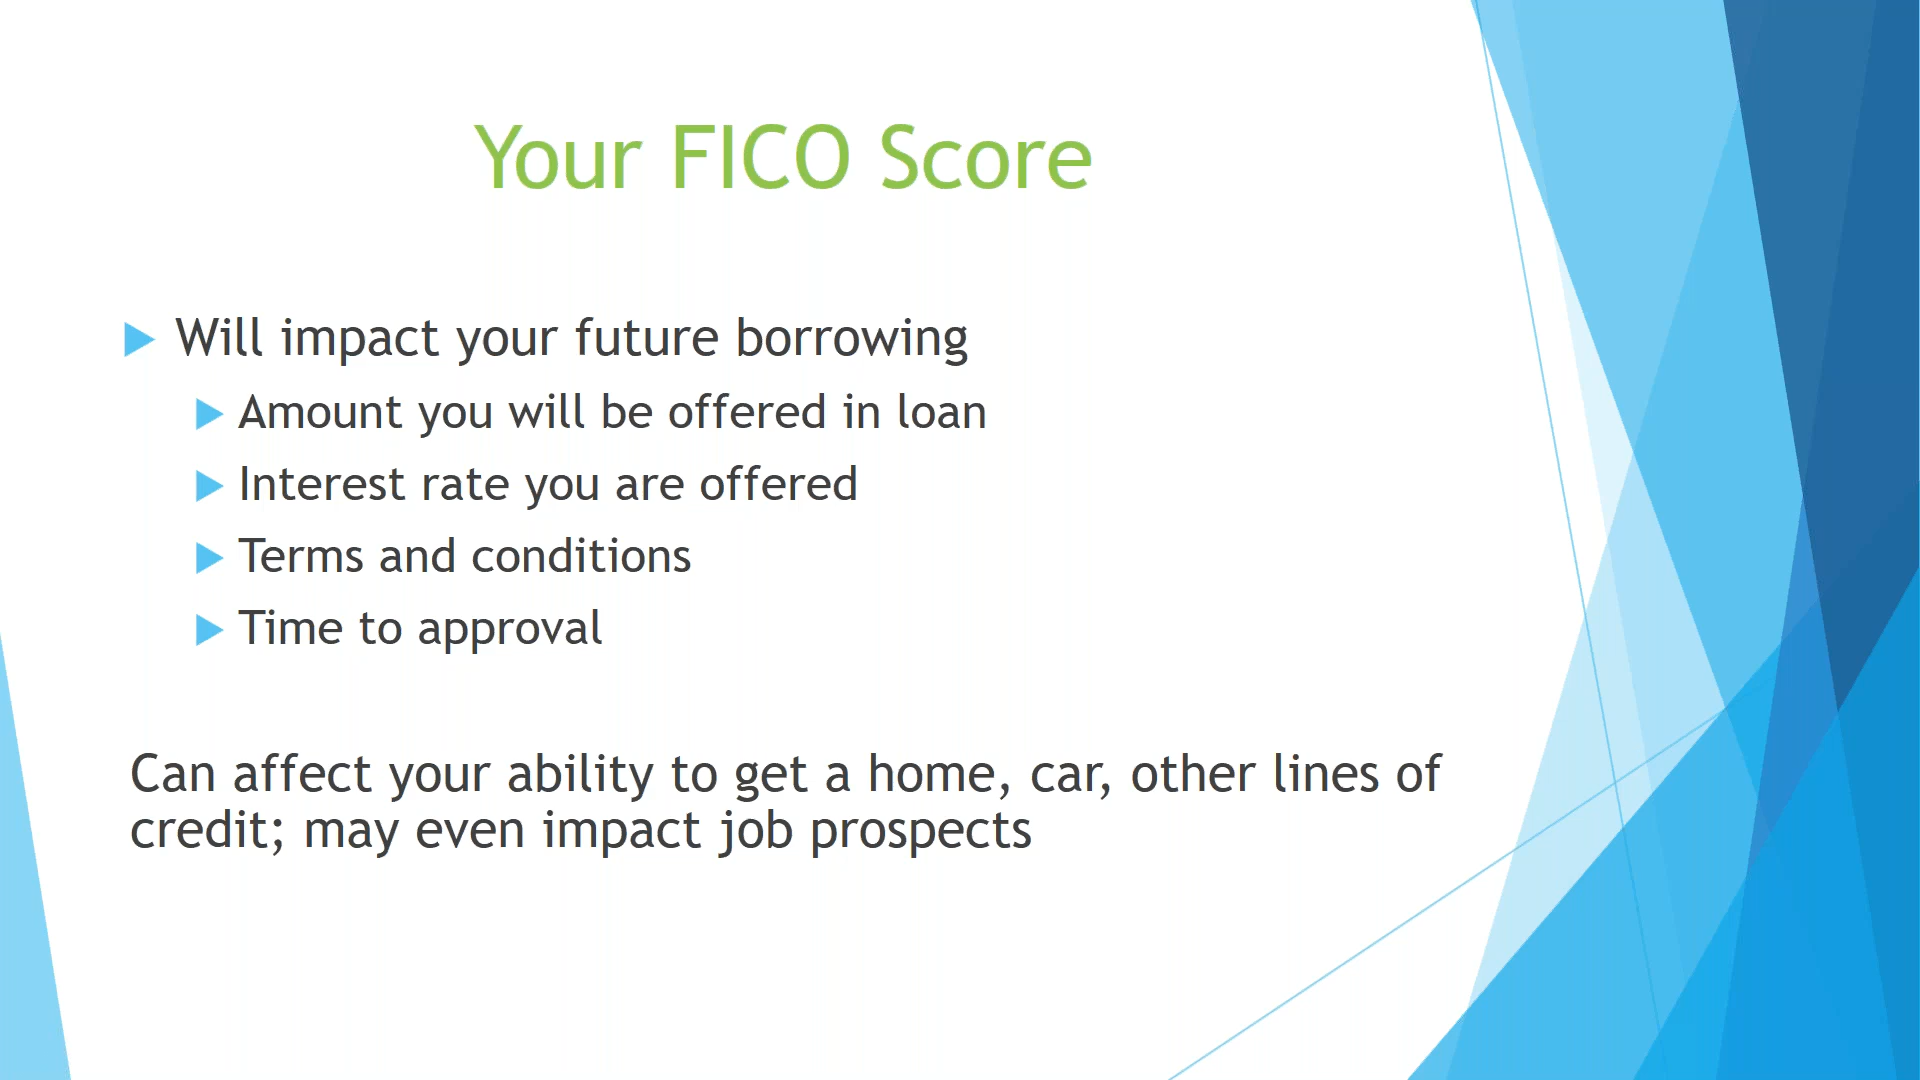 Your FICO Score
Will impact your future borrowing
Amount you will be offered in loan
Interest rate you are offered
Terms and conditions
Time to approval
Can affect your ability to get a home, car, other lines of
credit; may even impact job prospects